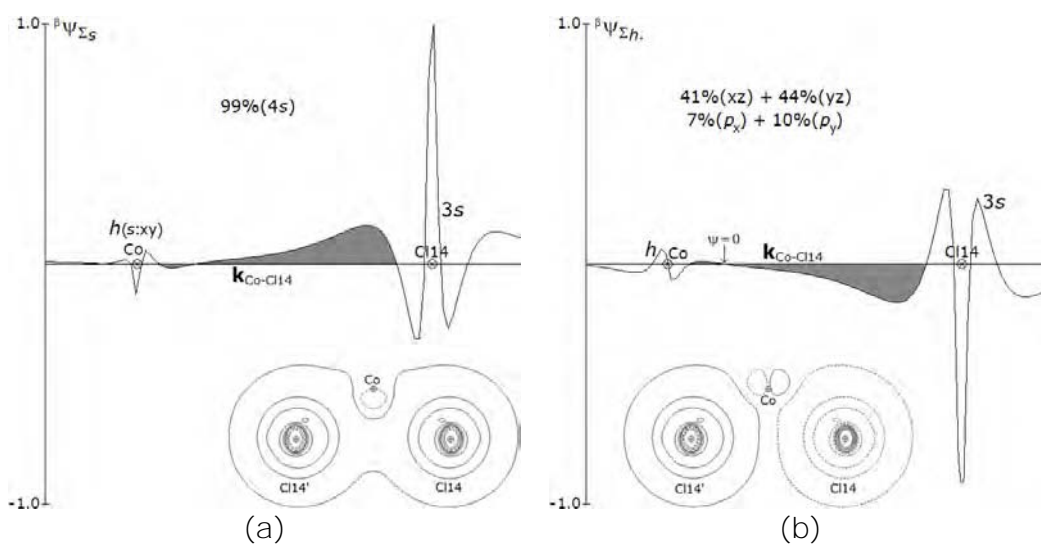 1.0 βΨΣs
99%(4s)
h(s:xy)
Co
3s
Cl14
kCo-Cl14
Co
Cl14' Cl14
-1.0
(a)
1.0 βΨΣh.
41%(xz) + 44%(yz)
7%(px) + 10%(py)
3s
h Co
ψ=0
kCo-Cl14
Cl14
Co
Cl14' Cl14
-1.0
(b)